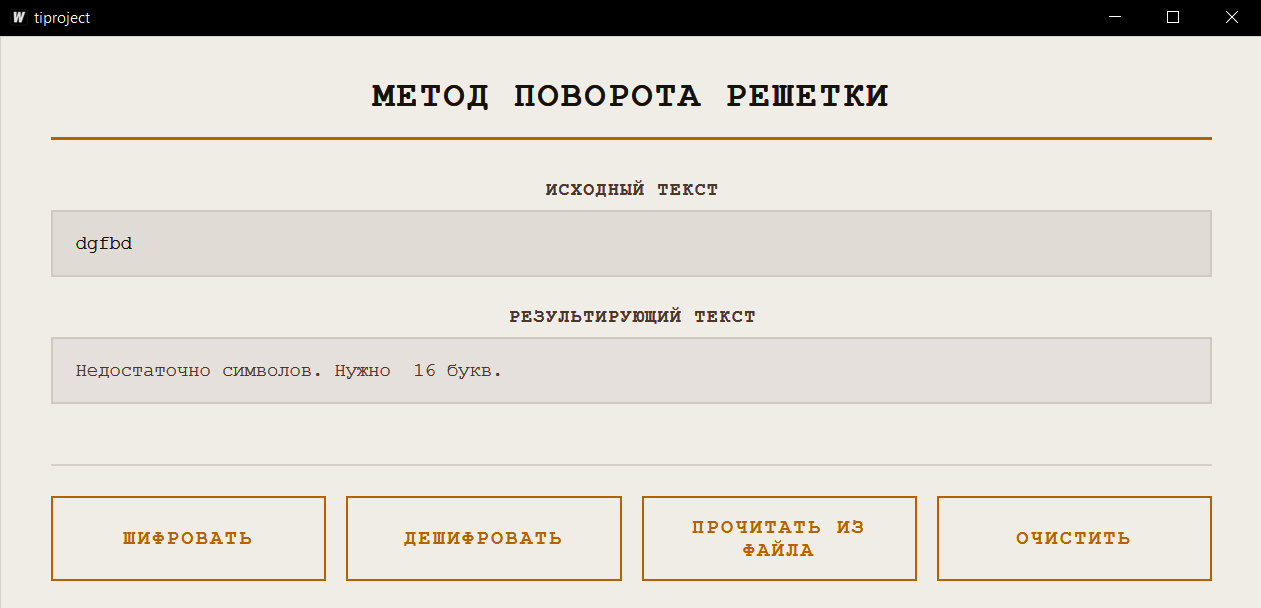 W tiproject
МЕТОД ПОВОРОТА РЕШЕТКИ
ИСХОДНЫЙ ТЕКСТ
dgfbd
РЕЗУЛЬТИРУЮЩИЙ ТЕКСТ
Недостаточно символов. Нужно  16 букв.
ШИФРОВАТЬ
ДЕШИФРОВАТЬ
ПРОЧИТАТЬ ИЗ
ФАЙЛА
ОЧИСТИТЬ